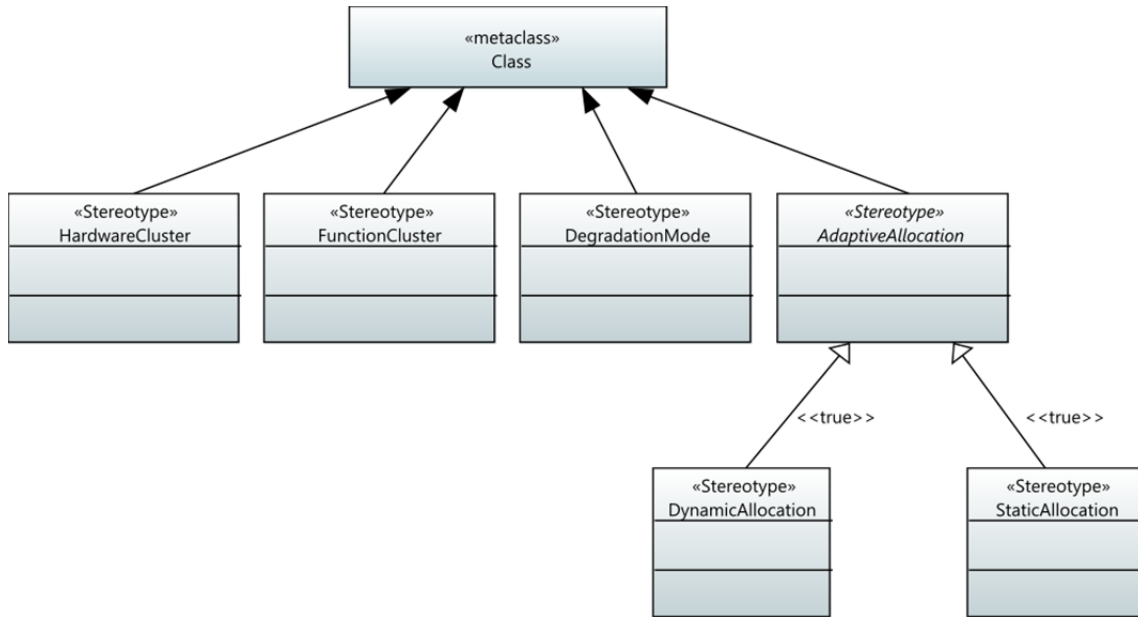 «metaclass»
Class
«Stereotype»
HardwareCluster
«Stereotype»
FunctionCluster
«Stereotype»
DegradationMode
«Stereotype»
AdaptiveAllocation
<<true>>
<<true>>
«Stereotype»
DynamicAllocation
«Stereotype»
StaticAllocation